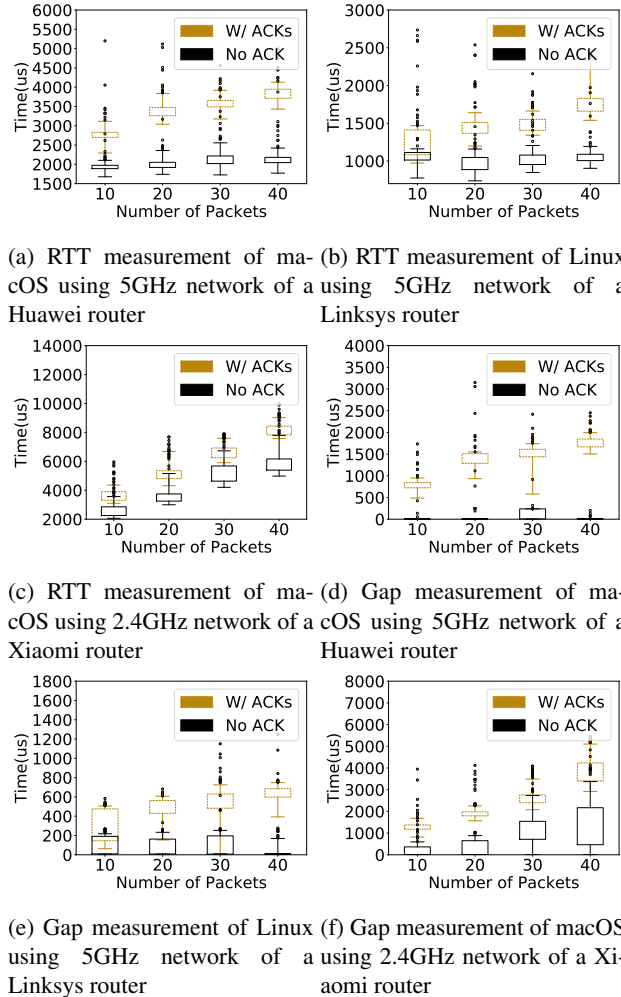 6000
5500
5000
4500
4000
3500
3000
2500
2000
1500
Time(us)
W/ ACKs
No ACK
10 20 30 40
Number of Packets
3000
2500
2000
1500
1000
Time(us)
W/ ACKs
No ACK
10 20 30 40
Number of Packets
(a) RTT measurement of ma-
cOS using 5GHz network of a
Huawei router
(b) RTT measurement of Linux
using 5GHz network of a
Linksys router
14000
12000
10000
8000
6000
4000
2000
Time(us)
W/ ACKs
No ACK
10 20 30 40
Number of Packets
4000
3500
3000
2500
2000
1500
1000
500
0
Time(us)
W/ ACKs
No ACK
10 20 30 40
Number of Packets
(c) RTT measurement of ma-
cOS using 2.4GHz network of a
Xiaomi router
(d) Gap measurement of ma-
cOS using 5GHz network of a
Huawei router
1800
1600
1400
1200
1000
800
600
400
200
0
Time(us)
W/ ACKs
No ACK
10 20 30 40
Number of Packets
8000
7000
6000
5000
4000
3000
2000
1000
0
Time(us)
W/ ACKs
No ACK
10 20 30 40
Number of Packets
(e) Gap measurement of Linux
using 5GHz network of a
Linksys router
(f) Gap measurement of macOS
using 2.4GHz network of a Xi-
aomi router